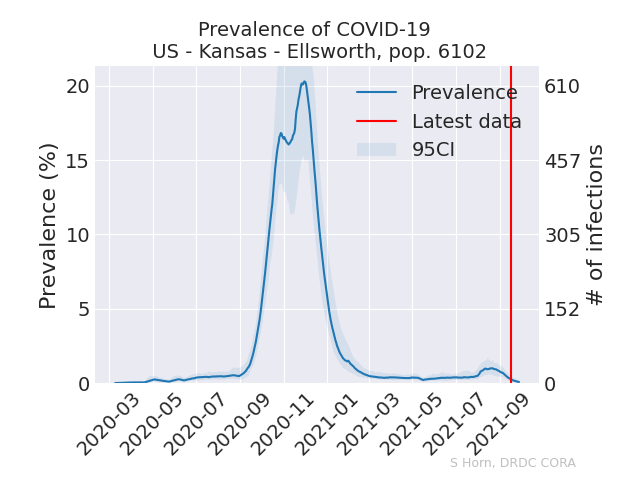 Prevalence of COVID-19
US - Kansas - Ellsworth, pop. 6102
Prevalence
Latest data
95CI
Prevalence (%)
20
15
10
5
0
610
457
305
152
0
# of infections
2020-03
2020-05
2020-07
2020-09
2020-11
2021-01
2021-03
2021-05
2021-07
2021-09
S Horn, DRDC CORA